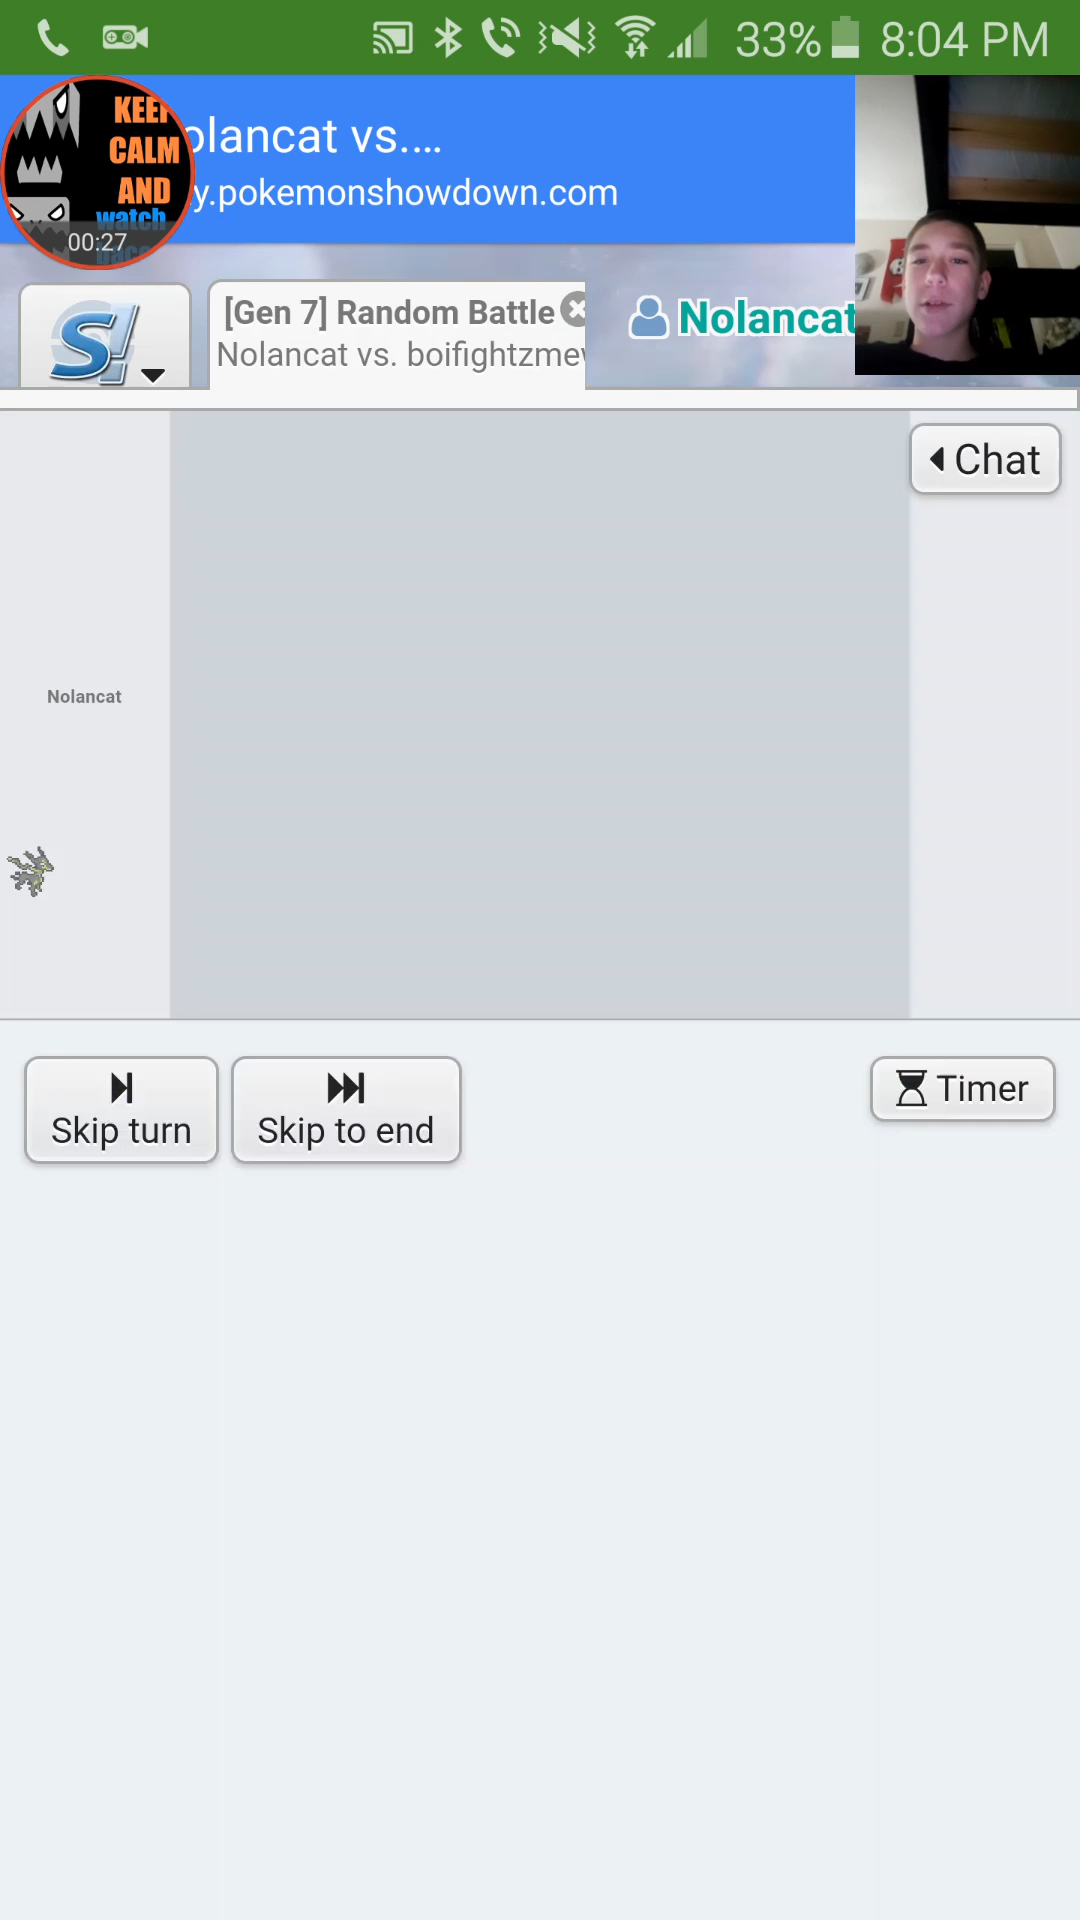 33% 8:04 PM
KEEP
CALM
AND
watch
00:27
olancat vs....
y.pokemonshowdown.com
S!
[Gen 7] Random Battle
Nolancat vs. boifightzme
Nolancat
Chat
Nolancat
Skip turn
Skip to end
Timer